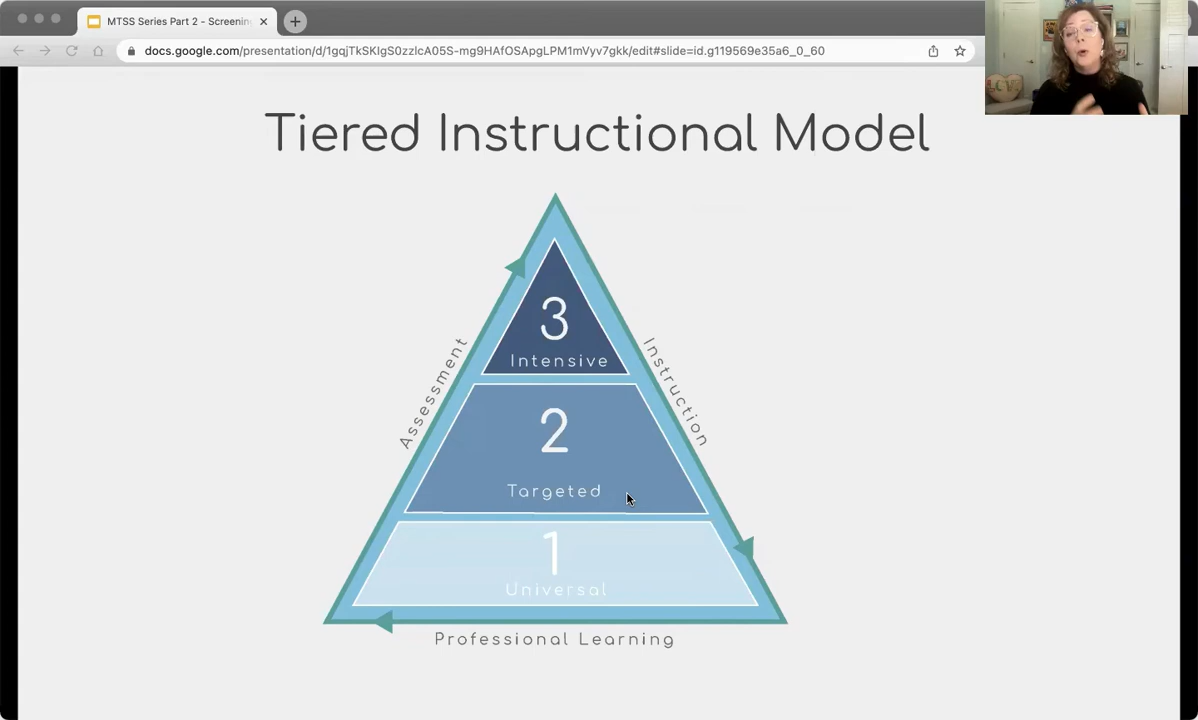 MTSS Series Part 2 - Screenin
docs.google.com/presentation/d/1gqjTkSKIgS0zzlcA05S-mg9HAfOSApgLPM1mVyv7gkk/edit#slide=id.g119569e35a6_0_60
Tiered Instructional Model
3
Intensive
Assessment
Instruction
2
Targeted
1
Universal
Professional Learning